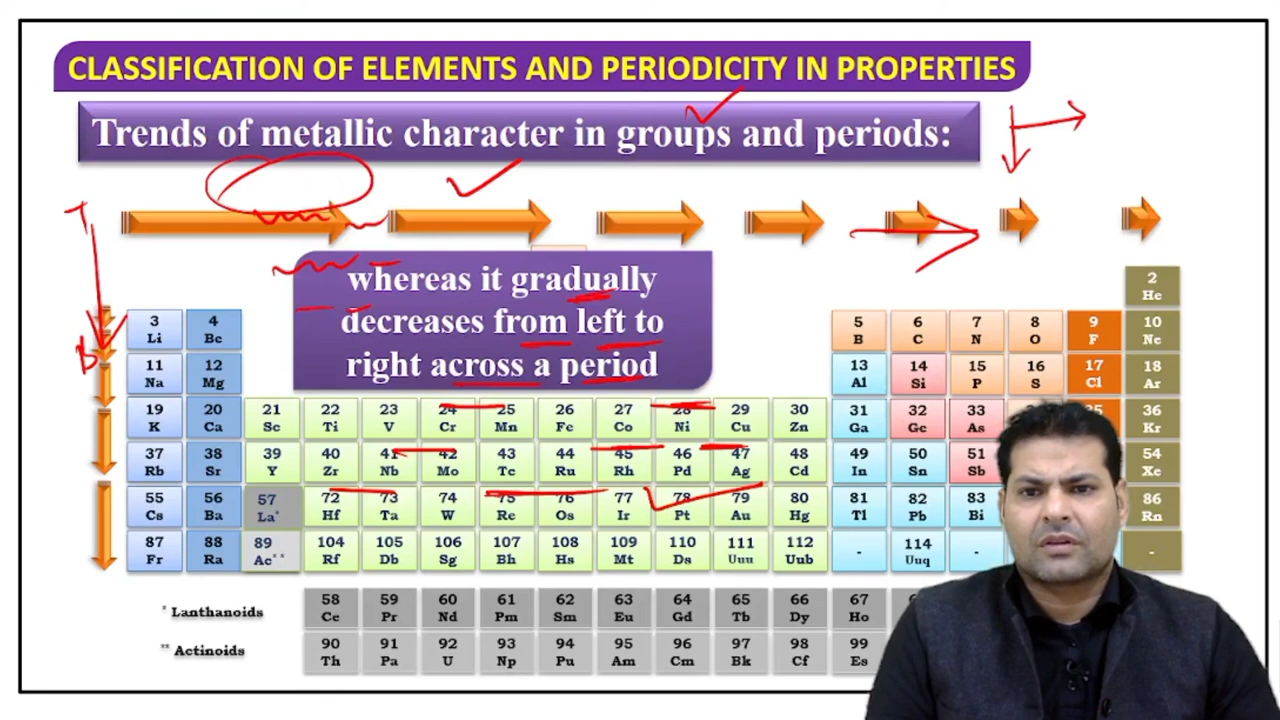 CLASSIFICATION OF ELEMENTS AND PERIODICITY IN PROPERTIES
Trends of metallic character in groups and periods:
T
B
whereas it gradually
decreases from left to
right across a period
2
He
3 4 5 6 7 8 9 10
Li Be B C N O F Ne
11 12 13 14 15 16 17 18
Na Mg Al Si P S Cl Ar
19 20 21 22 23 24 25 26 27 28 29 30 31 32 33 35 36
K Ca Sc Ti V Cr Mn Fe Co Ni Cu Zn Ga Ge As Kr
37 38 39 40 41 42 43 44 45 46 47 48 49 50 51 54
Rb Sr Y Zr Nb Mo Tc Ru Rh Pd Ag Cd In Sn Sb Xe
55 56 57 72 73 74 75 76 77 78 79 80 81 82 83 86
Cs Ba La* Hf Ta W Re Os Ir Pt Au Hg Tl Pb Bi Rn
87 88 89 104 105 106 107 108 109 110 111 112 - 114 - -
Fr Ra Ac** Rf Db Sg Bh Hs Mt Ds Uuu Uub Uuq
* Lanthanoids
58 59 60 61 62 63 64 65 66 67
Ce Pr Nd Pm Sm Eu Gd Tb Dy Ho
** Actinoids
90 91 92 93 94 95 96 97 98 99
Th Pa U Np Pu Am Cm Bk Cf Es